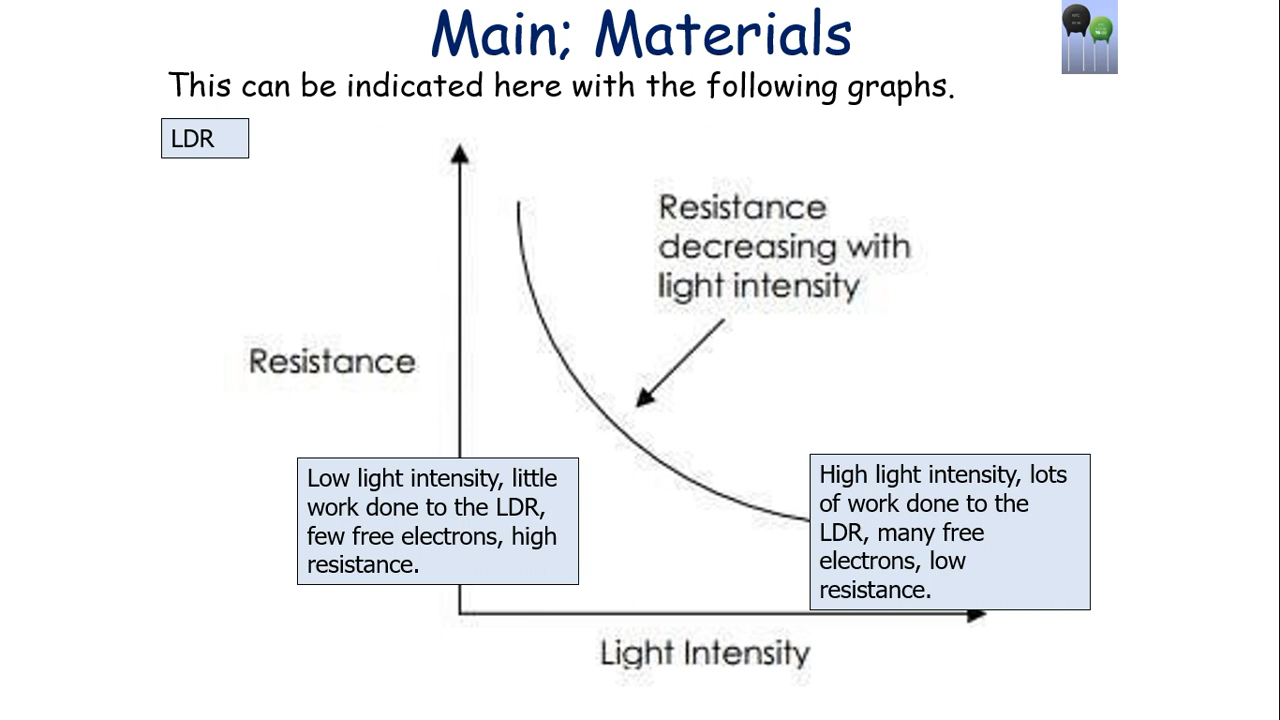 Main; Materials
This can be indicated here with the following graphs.
LDR
Resistance
decreasing with
light intensity
Resistance
Low light intensity, little
work done to the LDR,
few free electrons, high
resistance.
High light intensity, lots
of work done to the
LDR, many free
electrons, low
resistance.
Light Intensity